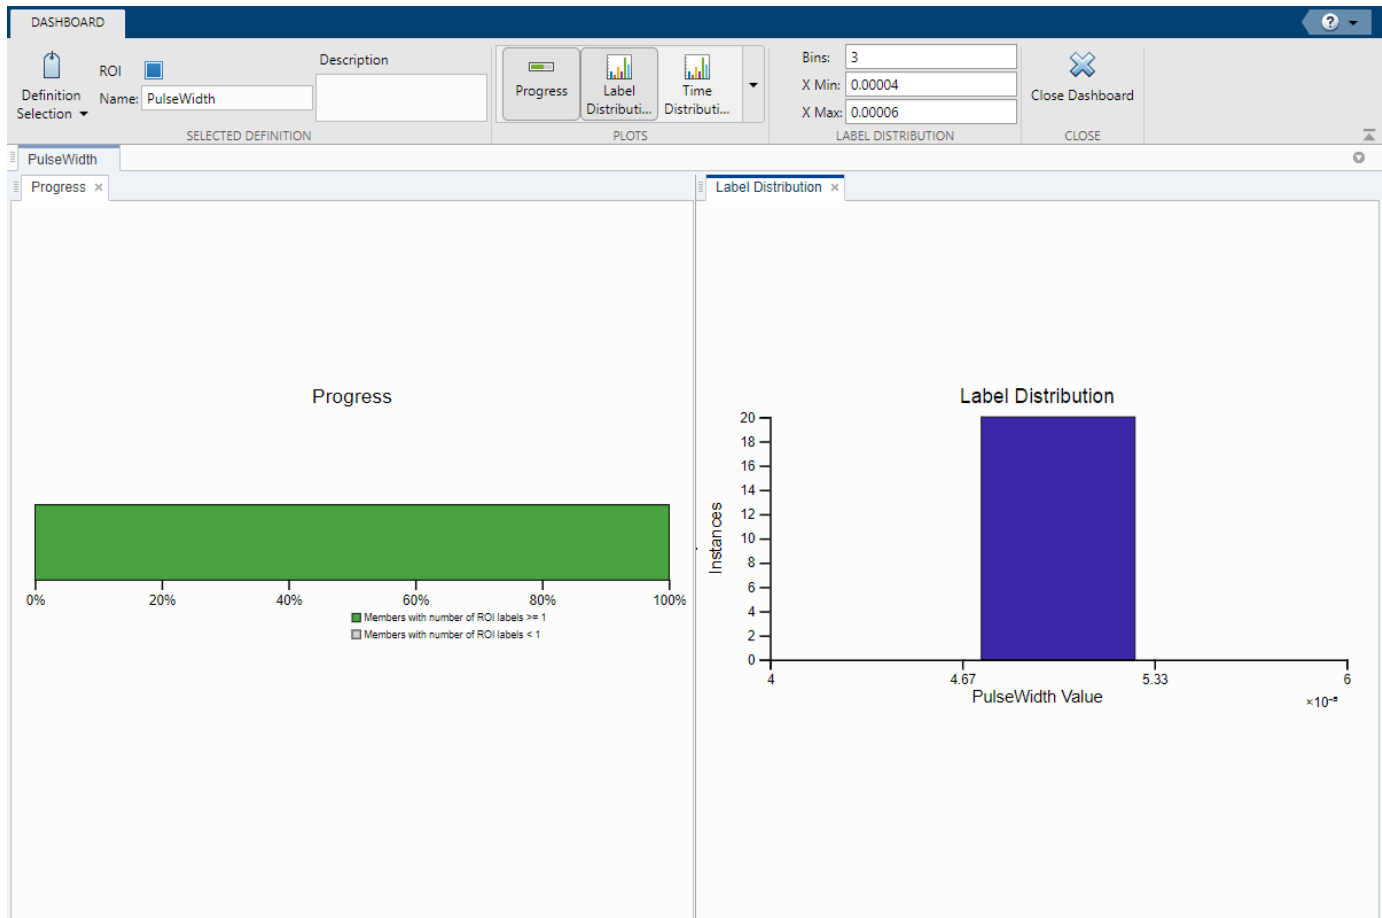 DASHBOARD
?
Definition
Selection
ROI
Name: PulseWidth
Description
SELECTED DEFINITION
Progress
Label
Distributi...
Time
Distributi...
PLOTS
Bins: 3
X Min: 0.00004
X Max: 0.00006
LABEL DISTRIBUTION
Close Dashboard
CLOSE
PulseWidth
Progress
Progress
0% 20% 40% 60% 80% 100%
Members with number of ROI labels >= 1
Members with number of ROI labels < 1
Label Distribution
Label Distribution
Instances
20
18
16
14
12
10
8
6
4
2
0
4 4.67 5.33 6
PulseWidth Value
×10⁻⁵